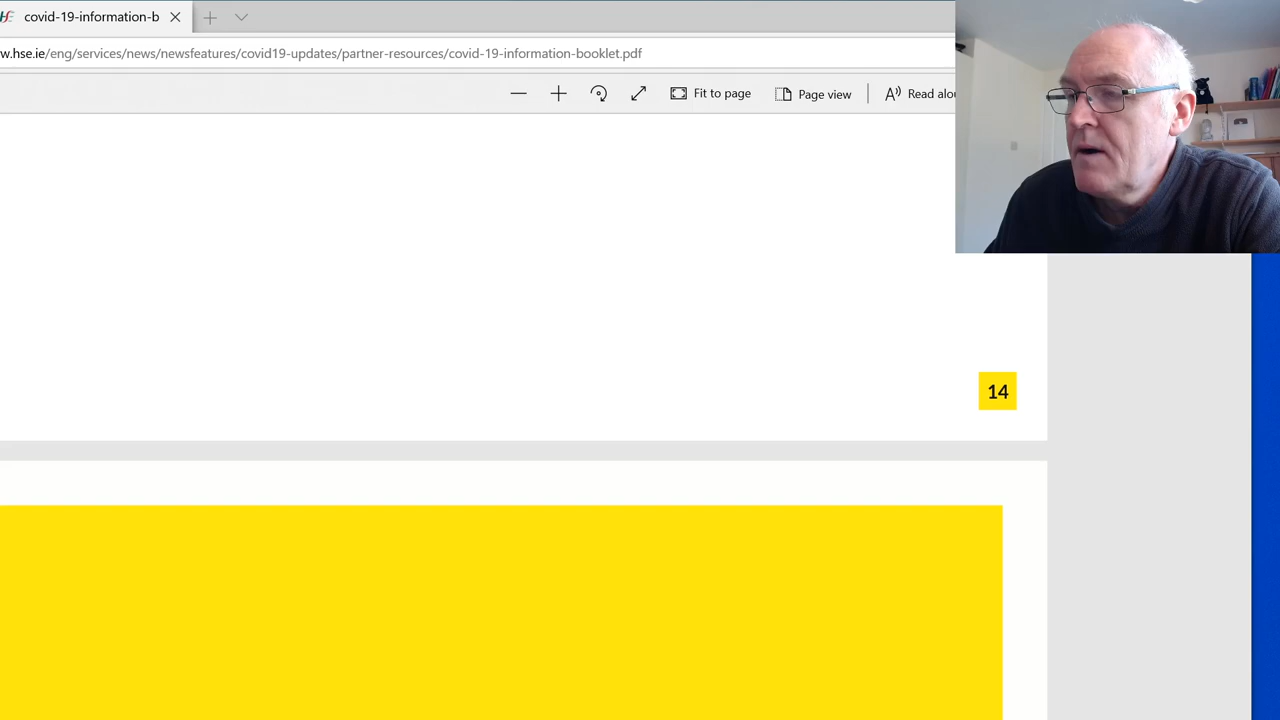 covid-19-information-b
w.hse.ie/eng/services/news/newsfeatures/covid19-updates/partner-resources/covid-19-information-booklet.pdf
Fit to page
Page view
Read alou
14